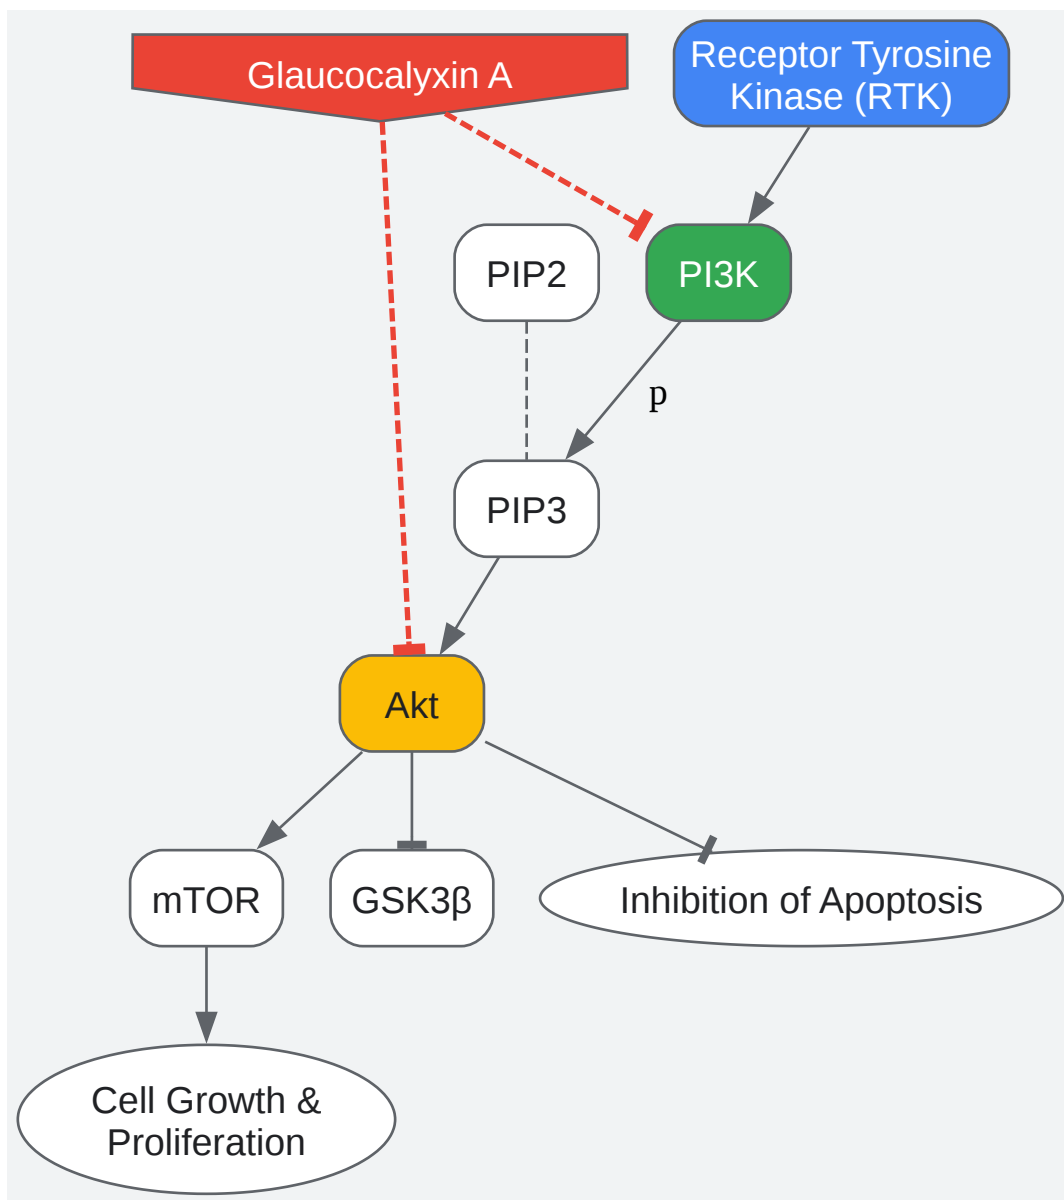 Glaucocalyxin A
Receptor Tyrosine
Kinase (RTK)
PIP2
PI3K
p
PIP3
Akt
mTOR
GSK3β
Inhibition of Apoptosis
Cell Growth &
Proliferation